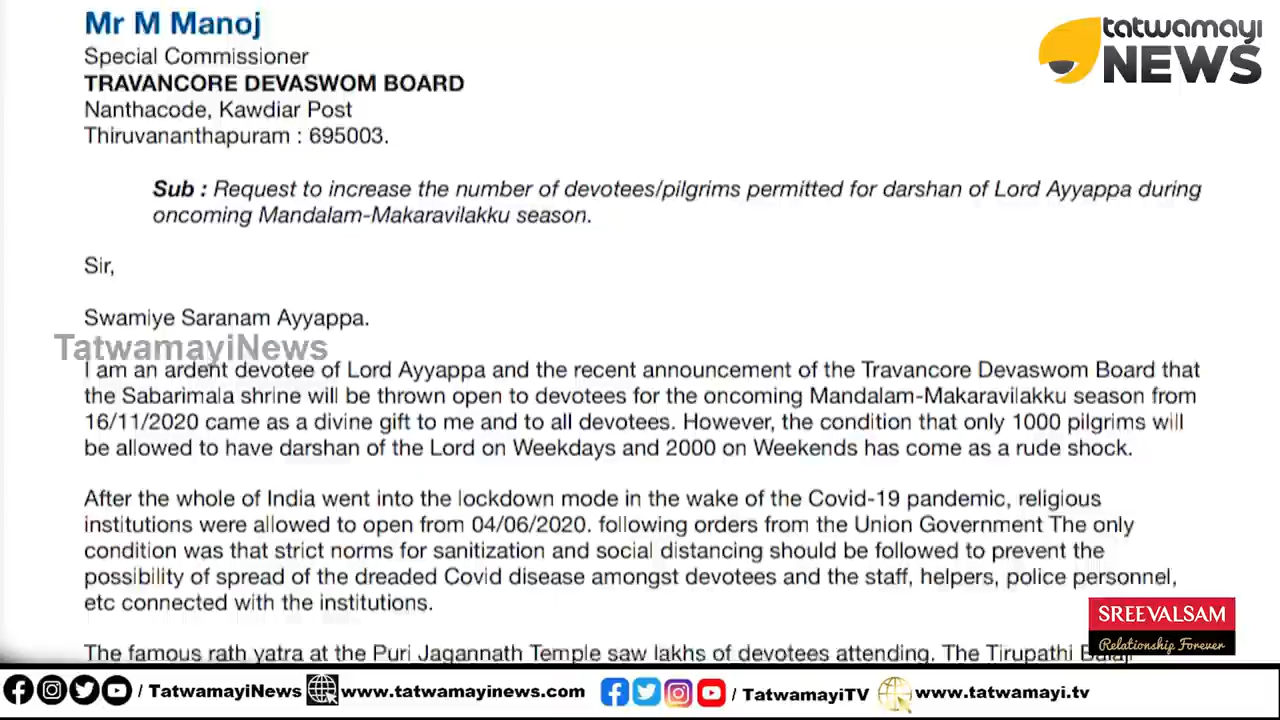 Mr M Manoj
Special Commissioner
TRAVANCORE DEVASWOM BOARD
Nanthacode, Kawdiar Post
Thiruvananthapuram : 695003.
tatwamayi
NEWS
Sub : Request to increase the number of devotees/pilgrims permitted for darshan of Lord Ayyappa during
oncoming Mandalam-Makaravilakku season.
Sir,
Swamiye Saranam Ayyappa.
TatwamayiNews
I am an ardent devotee of Lord Ayyappa and the recent announcement of the Travancore Devaswom Board that
the Sabarimala shrine will be thrown open to devotees for the oncoming Mandalam-Makaravilakku season from
16/11/2020 came as a divine gift to me and to all devotees. However, the condition that only 1000 pilgrims will
be allowed to have darshan of the Lord on Weekdays and 2000 on Weekends has come as a rude shock.
After the whole of India went into the lockdown mode in the wake of the Covid-19 pandemic, religious
institutions were allowed to open from 04/06/2020. following orders from the Union Government The only
condition was that strict norms for sanitization and social distancing should be followed to prevent the
possibility of spread of the dreaded Covid disease amongst devotees and the staff, helpers, police personnel,
etc connected with the institutions.
SREEVALSAM
Relationship Forever
The famous rath yatra at the Puri Jagannath Temple saw lakhs of devotees attending. The Tirupathi Balaji
/ TatwamayiNews www.tatwamayinews.com / TatwamayiTV www.tatwamayi.tv